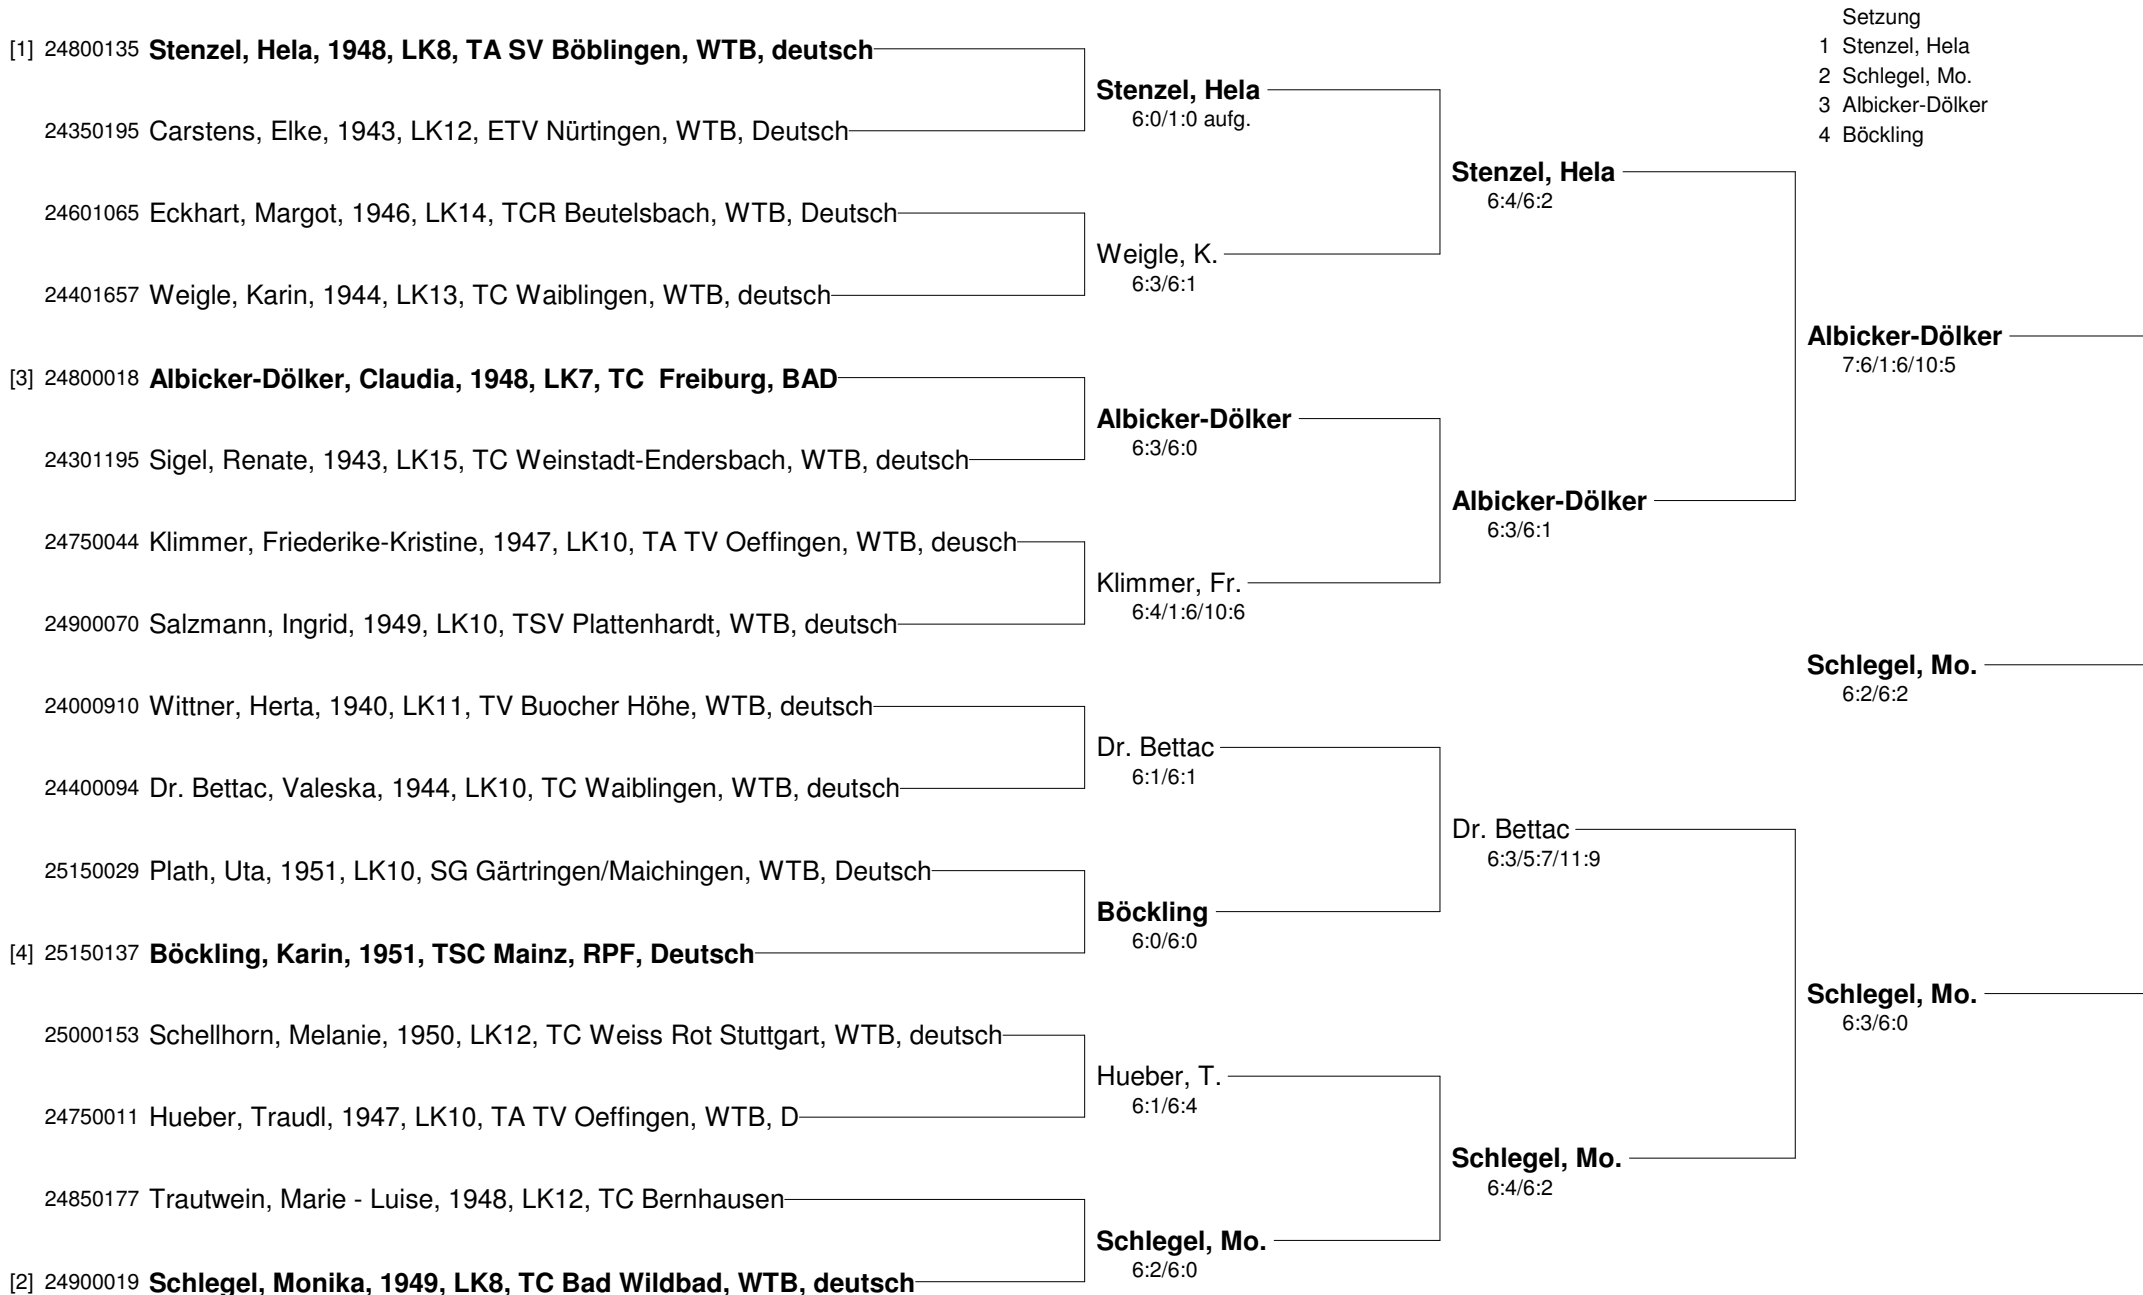 Setzung
1 Stenzel, Hela
2 Schlegel, Mo.
3 Albicker-Dölker
4 Böckling
[1] 24800135 Stenzel, Hela, 1948, LK8, TA SV Böblingen, WTB, deutsch
24350195 Carstens, Elke, 1943, LK12, ETV Nürtingen, WTB, Deutsch
24601065 Eckhart, Margot, 1946, LK14, TCR Beutelsbach, WTB, Deutsch
24401657 Weigle, Karin, 1944, LK13, TC Waiblingen, WTB, deutsch
[3] 24800018 Albicker-Dölker, Claudia, 1948, LK7, TC  Freiburg, BAD
24301195 Sigel, Renate, 1943, LK15, TC Weinstadt-Endersbach, WTB, deutsch
24750044 Klimmer, Friederike-Kristine, 1947, LK10, TA TV Oeffingen, WTB, deusch
24900070 Salzmann, Ingrid, 1949, LK10, TSV Plattenhardt, WTB, deutsch
24000910 Wittner, Herta, 1940, LK11, TV Buocher Höhe, WTB, deutsch
24400094 Dr. Bettac, Valeska, 1944, LK10, TC Waiblingen, WTB, deutsch
25150029 Plath, Uta, 1951, LK10, SG Gärtringen/Maichingen, WTB, Deutsch
[4] 25150137 Böckling, Karin, 1951, TSC Mainz, RPF, Deutsch
25000153 Schellhorn, Melanie, 1950, LK12, TC Weiss Rot Stuttgart, WTB, deutsch
24750011 Hueber, Traudl, 1947, LK10, TA TV Oeffingen, WTB, D
24850177 Trautwein, Marie - Luise, 1948, LK12, TC Bernhausen
[2] 24900019 Schlegel, Monika, 1949, LK8, TC Bad Wildbad, WTB, deutsch
Stenzel, Hela
6:0/1:0 aufg.
Weigle, K.
6:3/6:1
Albicker-Dölker
6:3/6:0
Klimmer, Fr.
6:4/1:6/10:6
Dr. Bettac
6:1/6:1
Böckling
6:0/6:0
Hueber, T.
6:1/6:4
Schlegel, Mo.
6:2/6:0
Stenzel, Hela
6:4/6:2
Albicker-Dölker
6:3/6:1
Dr. Bettac
6:3/5:7/11:9
Schlegel, Mo.
6:4/6:2
Albicker-Dölker
7:6/1:6/10:5
Schlegel, Mo.
6:2/6:2
Schlegel, Mo.
6:3/6:0